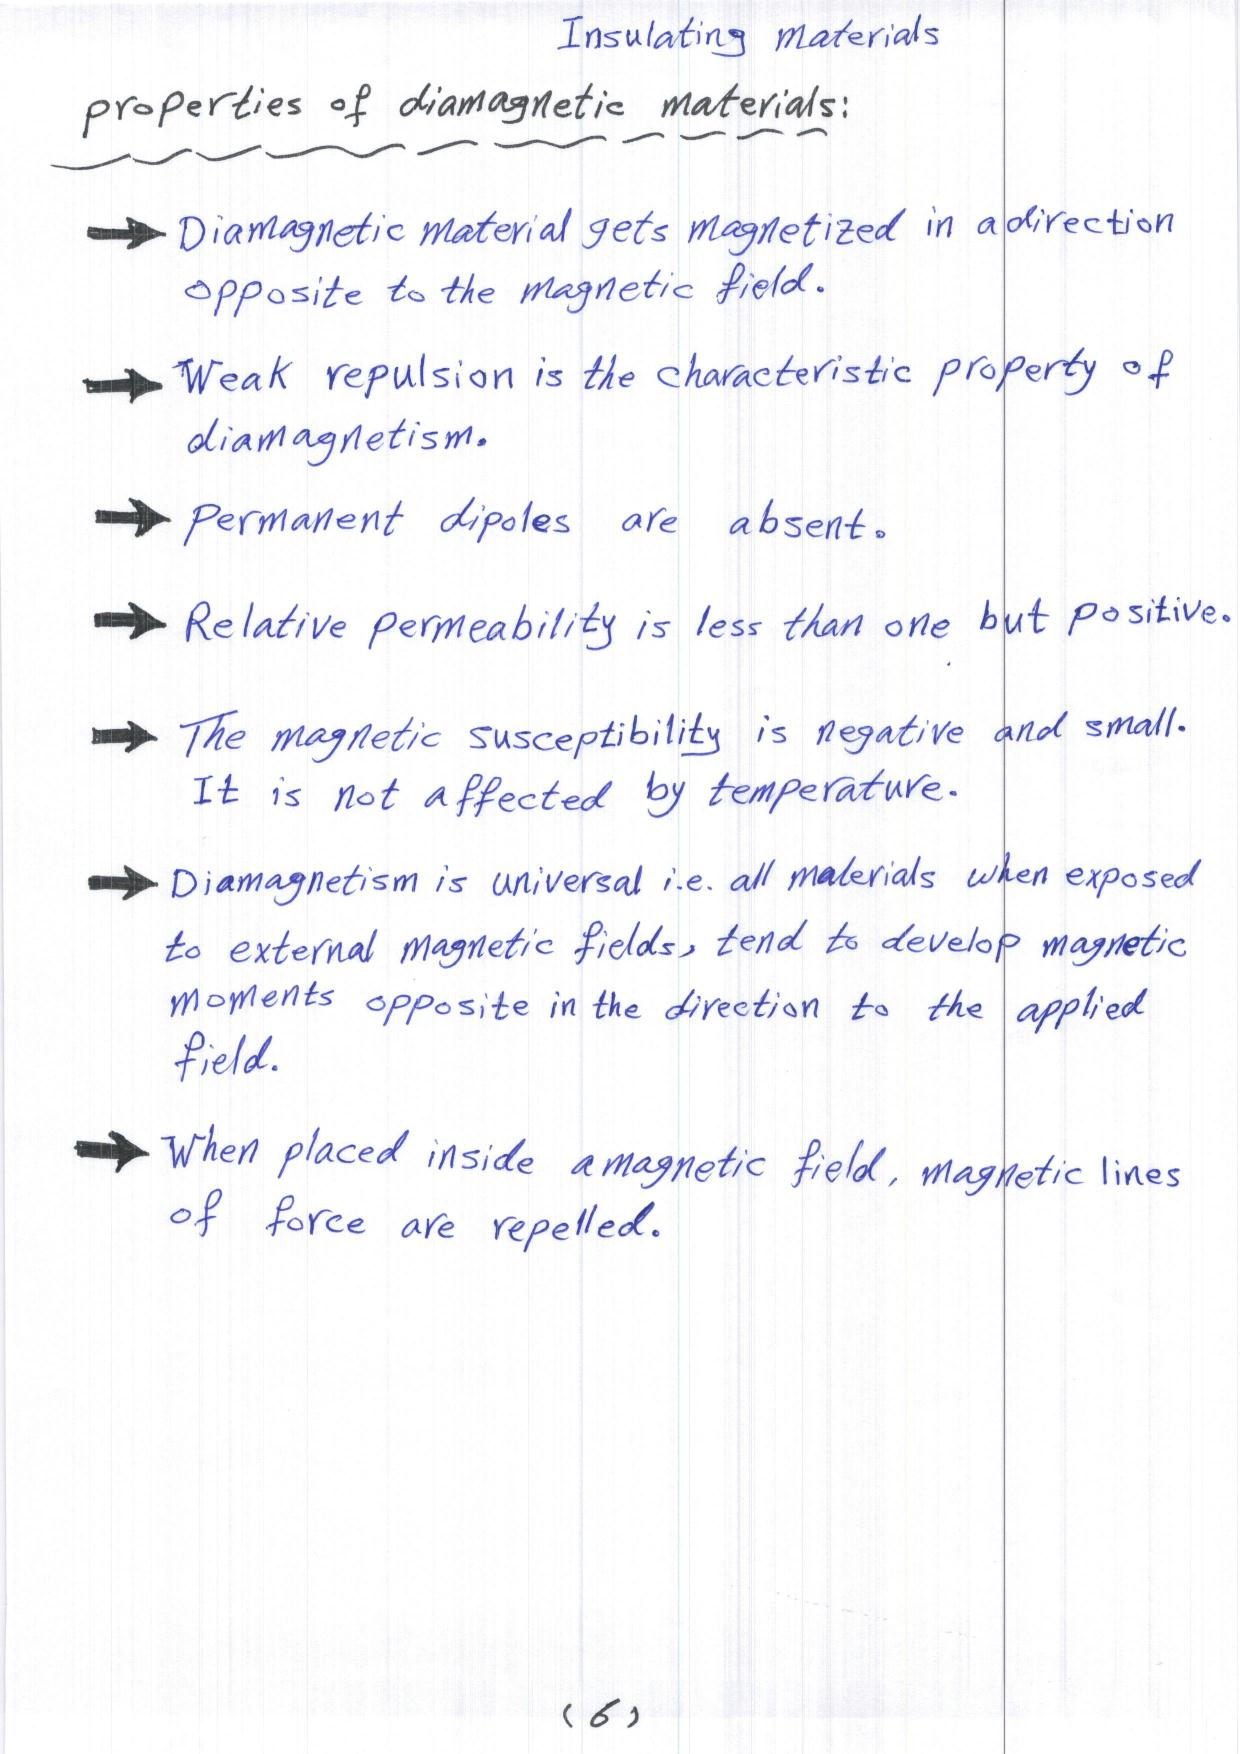 Insulating materials
properties of diamagnetic materials:
→ Diamagnetic material gets magnetized in a direction
opposite to the magnetic field.
→ Weak repulsion is the characteristic property of
diamagnetism.
→ Permanent dipoles are absent.
→ Relative permeability is less than one but positive.
→ The magnetic susceptibility is negative and small.
It is not affected by temperature.
→ Diamagnetism is universal i.e. all materials when exposed
to external magnetic fields, tend to develop magnetic
moments opposite in the direction to the applied
field.
→ When placed inside a magnetic field, magnetic lines
of force are repelled.
(6)